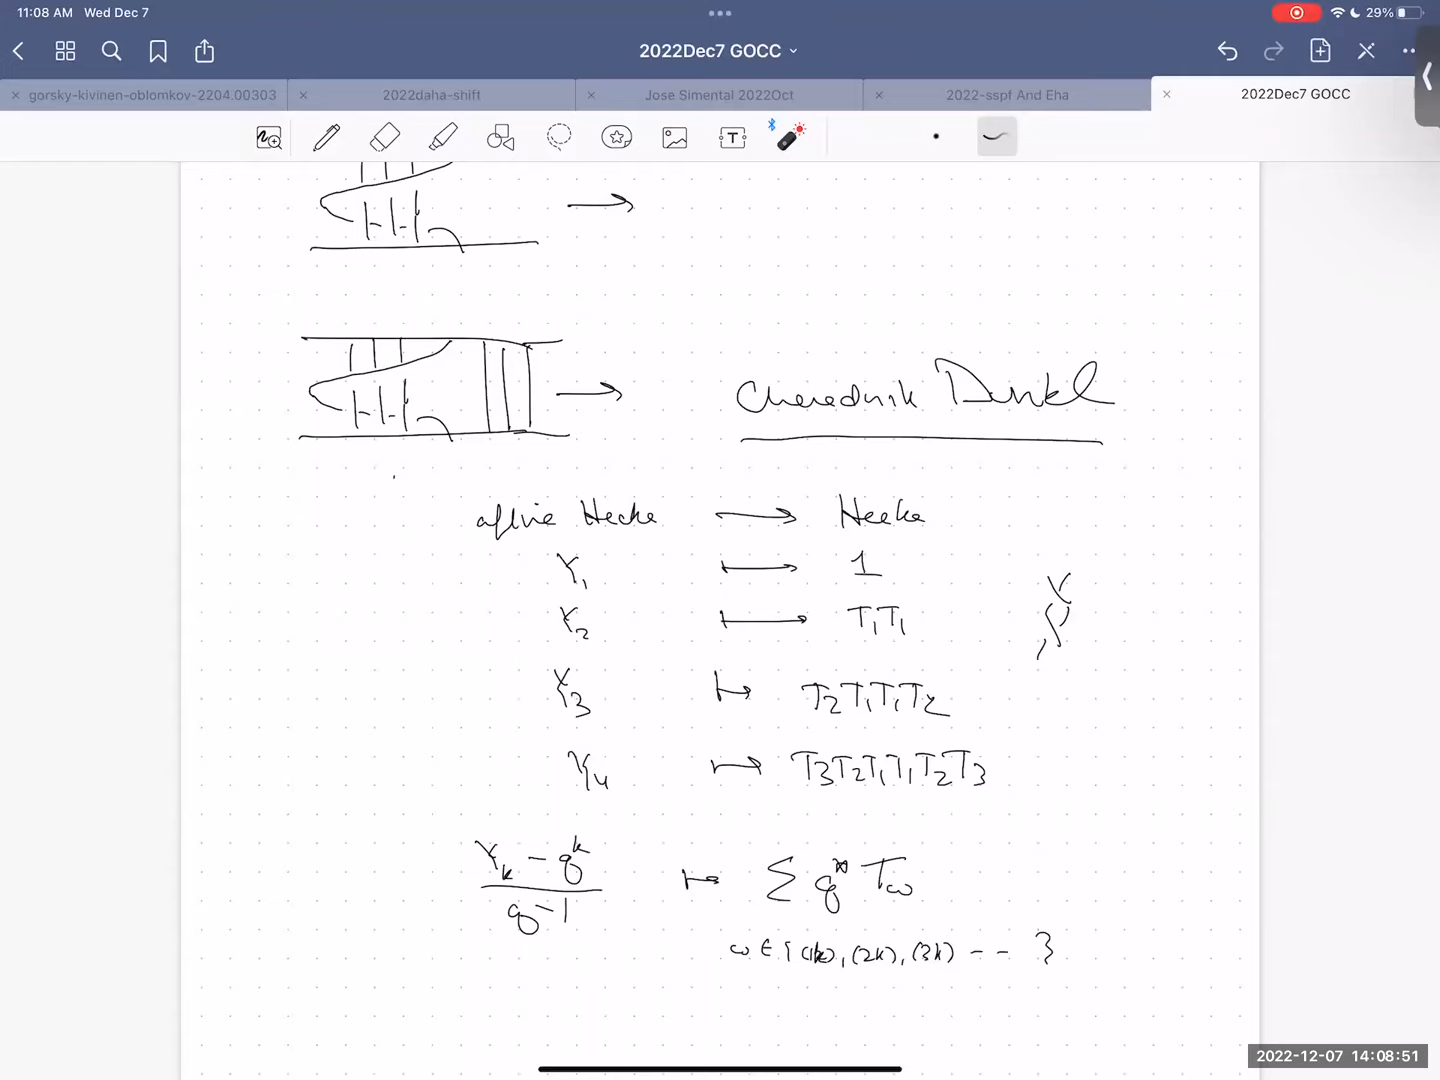 11:08 AM Wed Dec 7
29%
2022Dec7 GOCC
gorsky-kivinen-oblomkov-2204.00303
2022daha-shift
Jose Simental 2022Oct
2022-sspf And Eha
2022Dec7 GOCC
T
Cherednik Dunkl
affine Hecke → Hecke
Y₁ ↦ 1
Y₂ ↦ T₁T₁
Y₃ ↦ T₂T₁T₁T₂
Y₄ ↦ T₃T₂T₁T₁T₂T₃
(Yₖ − qᵏ)/(q − 1) ↦ Σ q^* T_ω
ω ∈ {(1k), (2k), (3k) - - }
2022-12-07 14:08:51